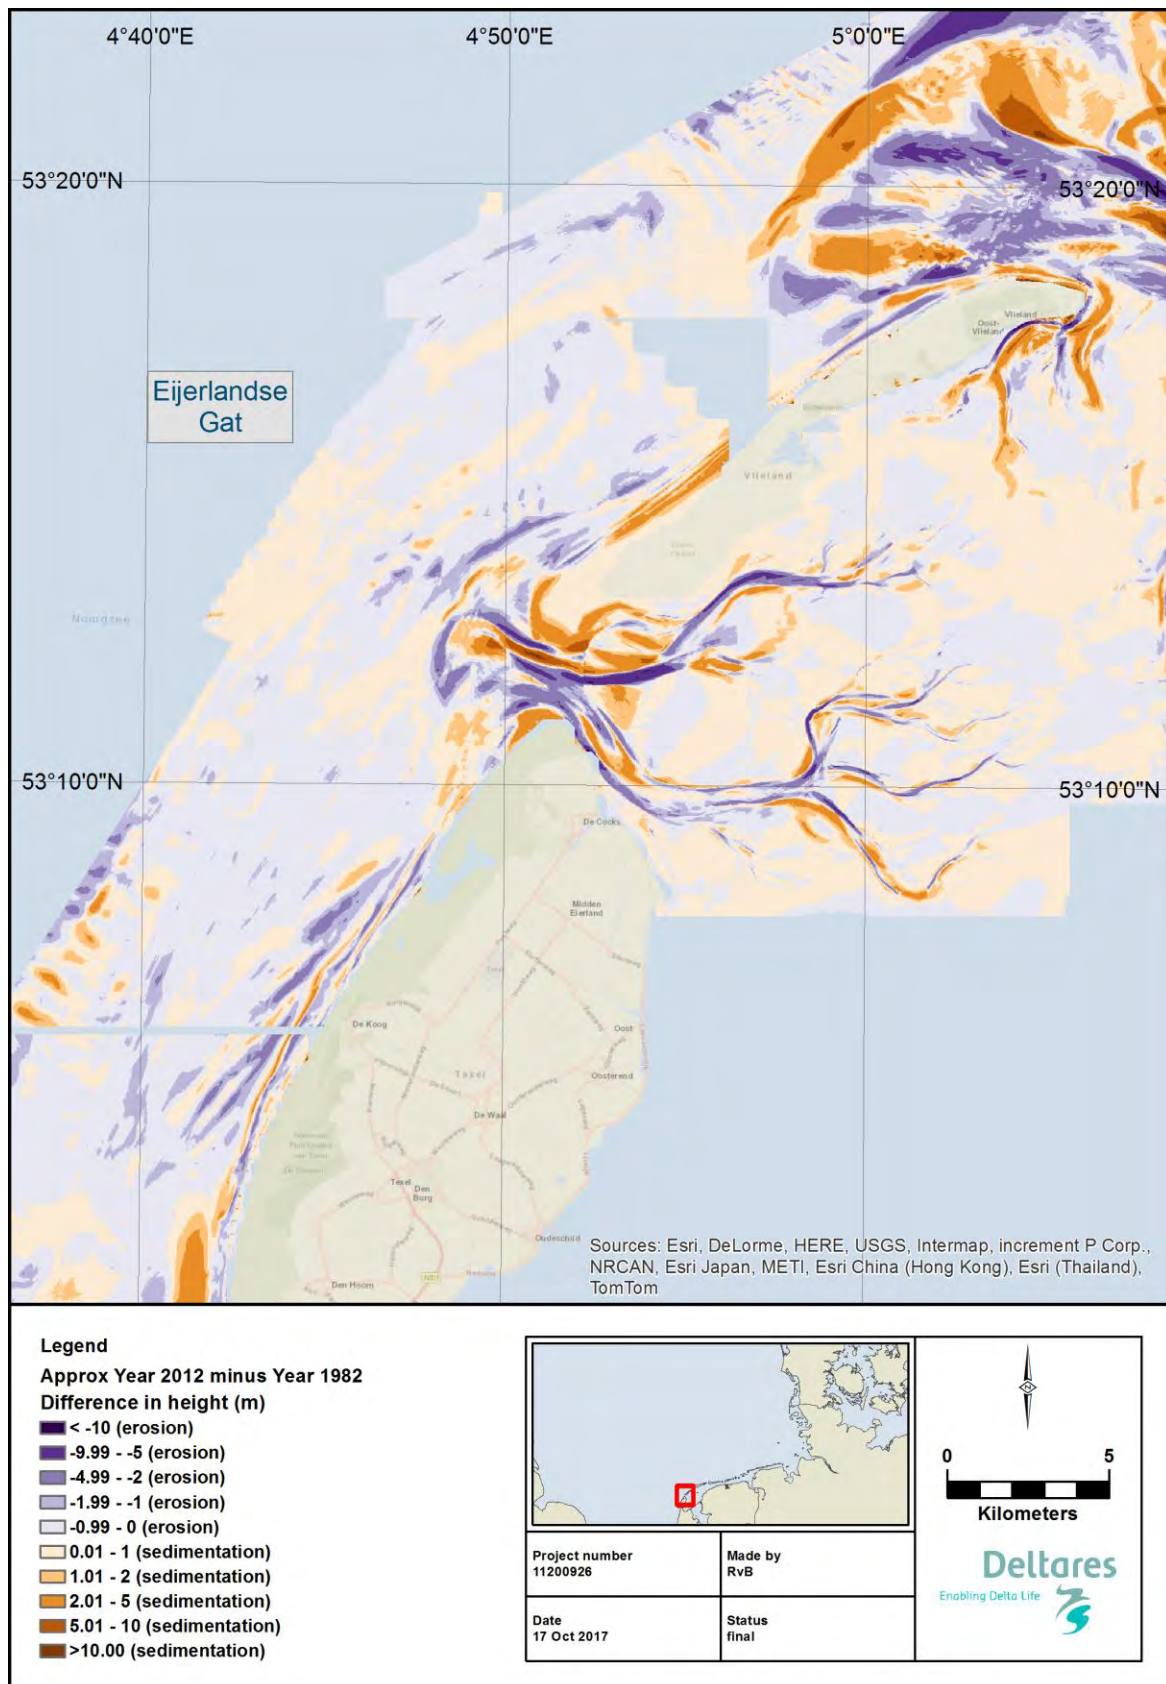 4°40'0"E
4°50'0"E
5°0'0"E
53°20'0"N
53°20'0"N
Vlieland
Oost-
Vlieland
Eijerlandse
Gat
Vlieland
Noordzee
53°10'0"N
53°10'0"N
De Cocks
Midden
Eierland
De Koog
Oost
Texel
Oosterend
De Waal
Texel
Den
Burg
Oudeschild
Den Hoorn
N501
Sources: Esri, DeLorme, HERE, USGS, Intermap, increment P Corp.,
NRCAN, Esri Japan, METI, Esri China (Hong Kong), Esri (Thailand),
TomTom
Legend
Approx Year 2012 minus Year 1982
Difference in height (m)
< -10 (erosion)
-9.99 - -5 (erosion)
-4.99 - -2 (erosion)
-1.99 - -1 (erosion)
-0.99 - 0 (erosion)
0.01 - 1 (sedimentation)
1.01 - 2 (sedimentation)
2.01 - 5 (sedimentation)
5.01 - 10 (sedimentation)
>10.00 (sedimentation)
Project number
11200926
Made by
RvB
Date
17 Oct 2017
Status
final
N
0 5
Kilometers
Deltares
Enabling Delta Life